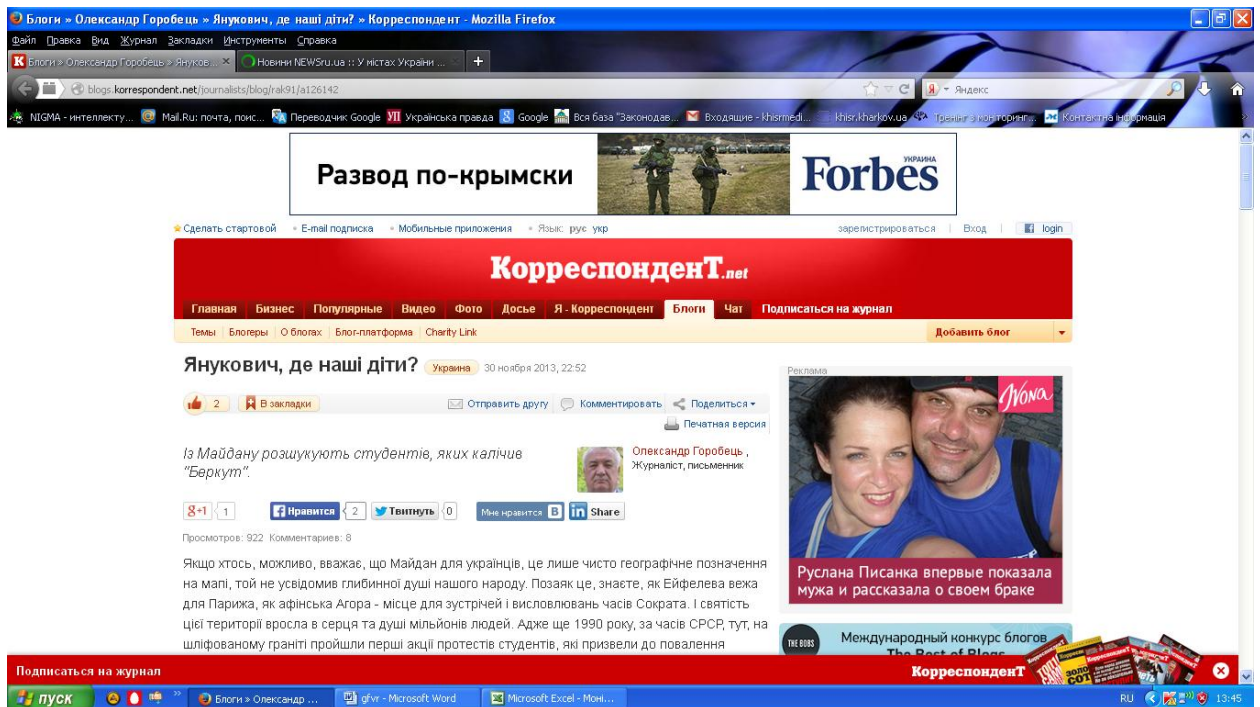 Блоги » Олександр Горобець » Янукович, де наші діти? » Корреспондент - Mozilla Firefox
Файл Правка Вид Журнал Закладки Инструменты Справка
Блоги » Олександр Горобець » Януков...
Новини NEWSru.ua :: У містах України ...
blogs.korrespondent.net/journalists/blog/rak91/a126142
Яндекс
NIGMA - интеллекту... Mail.Ru: почта, поис... Переводчик Google Українська правда Google Вся база "Законодав... Входящие - khisrmedi... khisr.kharkov.ua Тренінг з моніторинг... Контактна інформація
Развод по-крымски
Forbes
УКРАИНА
Сделать стартовой E-mail подписка Мобильные приложения Язык: рус укр
зарегистрироваться Вход login
КорреспонденТ.net
Главная Бизнес Популярные Видео Фото Досье Я - Корреспондент Блоги Чат Подписаться на журнал
Темы Блогеры О блогах Блог-платформа Charity Link
Добавить блог
Янукович, де наші діти? Украина 30 ноября 2013, 22:52
2 В закладки Отправить другу Комментировать Поделиться
Печатная версия
Із Майдану розшукують студентів, яких калічив
"Беркут".
Олександр Горобець ,
Журналіст, письменник
g+1 1 Нравится 2 Твитнуть 0 Мне нравится B in Share
Просмотров: 922 Комментариев: 8
Якщо хтось, можливо, вважає, що Майдан для українців, це лише чисто географічне позначення
на мапі, той не усвідомив глибинної душі нашого народу. Позаяк це, знаєте, як Ейфелева вежа
для Парижа, як афінська Агора - місце для зустрічей і висловлювань часів Сократа. І святість
цієї території вросла в серця та душі мільйонів людей. Адже ще 1990 року, за часів СРСР, тут, на
шліфованому граніті пройшли перші акції протестів студентів, які призвели до повалення
Реклама
IVONA
Руслана Писанка впервые показала
мужа и рассказала о своем браке
THE BOBS
Международный конкурс блогов
The Best of Blogs
Подписаться на журнал
КорреспонденТ
пуск
Блоги » Олександр ...
gfvr - Microsoft Word
Microsoft Excel - Моні...
RU
13:45